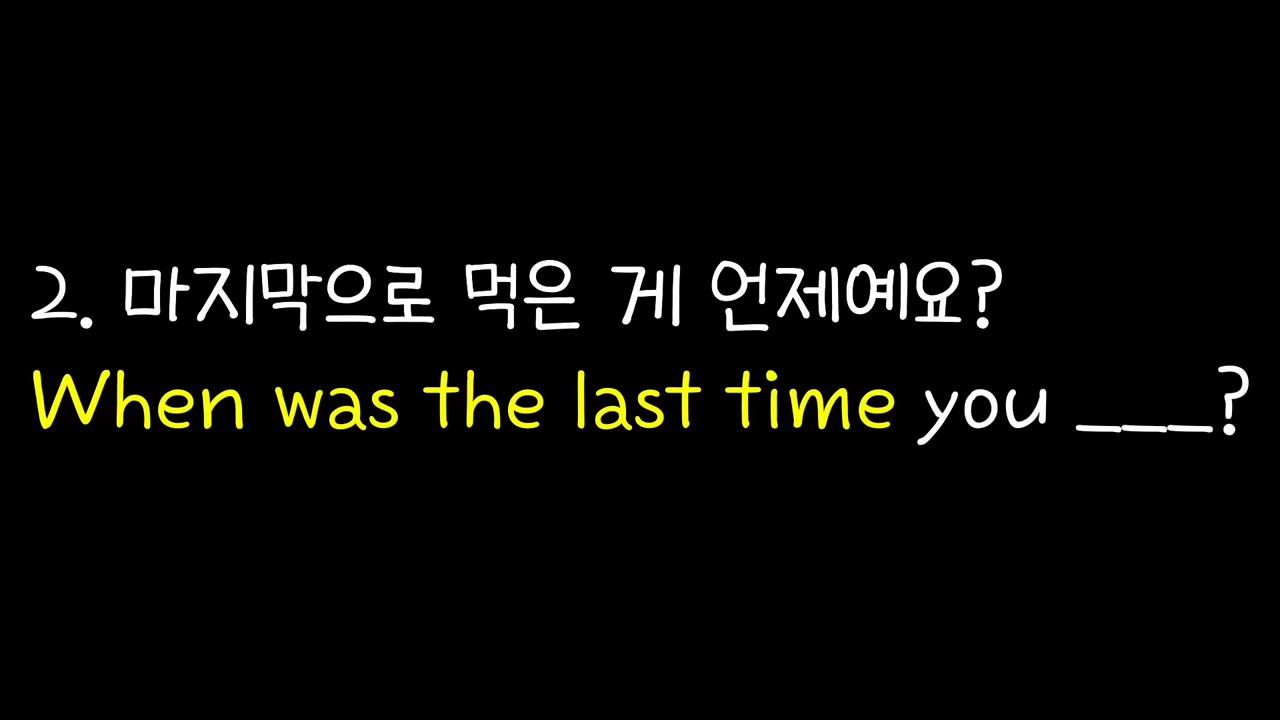 2. 마지막으로 먹은 게 언제예요?
When was the last time you ___?